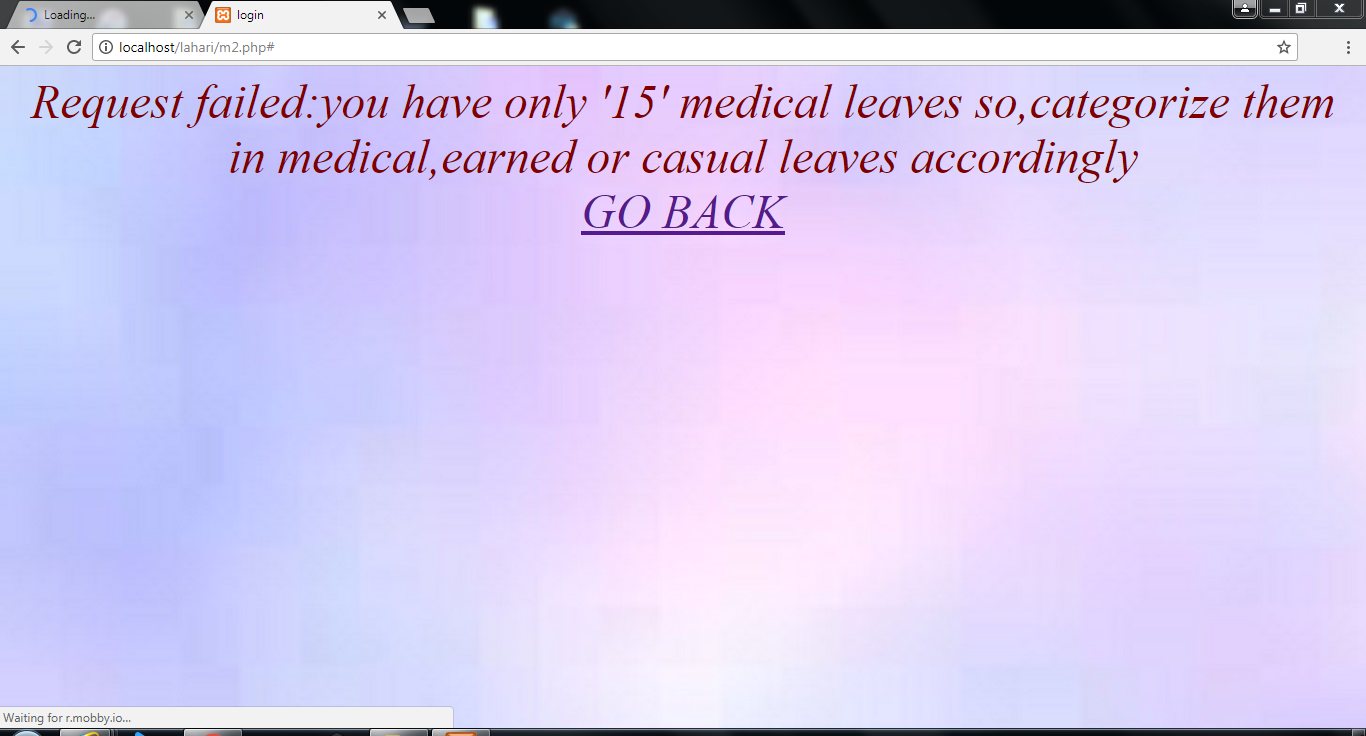 Loading...
login
localhost/lahari/m2.php#
Request failed:you have only '15' medical leaves so,categorize them
in medical,earned or casual leaves accordingly
GO BACK
Waiting for r.mobby.io...